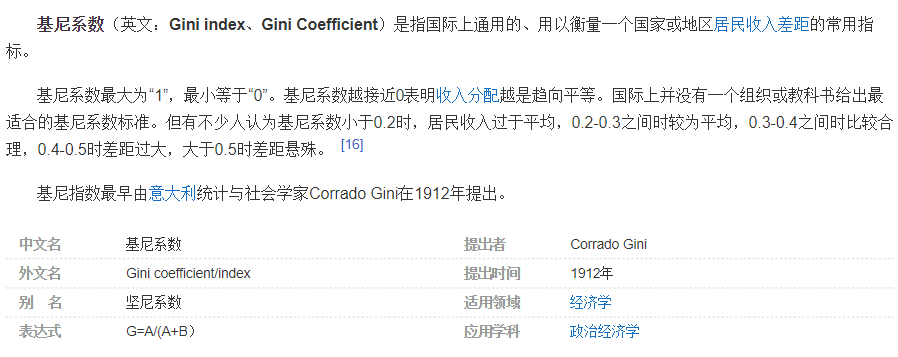 基尼系数（英文：Gini index、Gini Coefficient）是指国际上通用的、用以衡量一个国家或地区居民收入差距的常用指
标。
基尼系数最大为“1”，最小等于“0”。基尼系数越接近0表明收入分配越是趋向平等。国际上并没有一个组织或教科书给出最
适合的基尼系数标准。但有不少人认为基尼系数小于0.2时，居民收入过于平均，0.2-0.3之间时较为平均，0.3-0.4之间时比较合
理，0.4-0.5时差距过大，大于0.5时差距悬殊。 [16]
基尼指数最早由意大利统计与社会学家Corrado Gini在1912年提出。
中文名 基尼系数 提出者 Corrado Gini
外文名 Gini coefficient/index 提出时间 1912年
别 名 坚尼系数 适用领域 经济学
表达式 G=A/(A+B） 应用学科 政治经济学